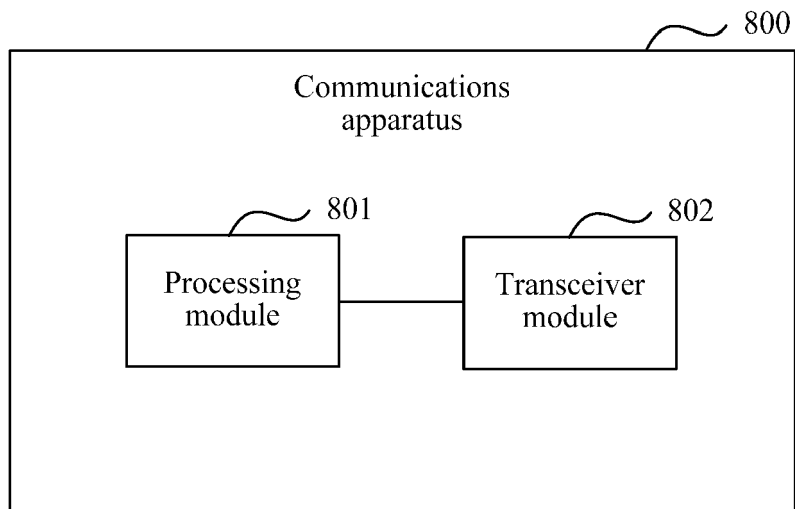 800
Communications
apparatus
801
802
Processing
module
Transceiver
module